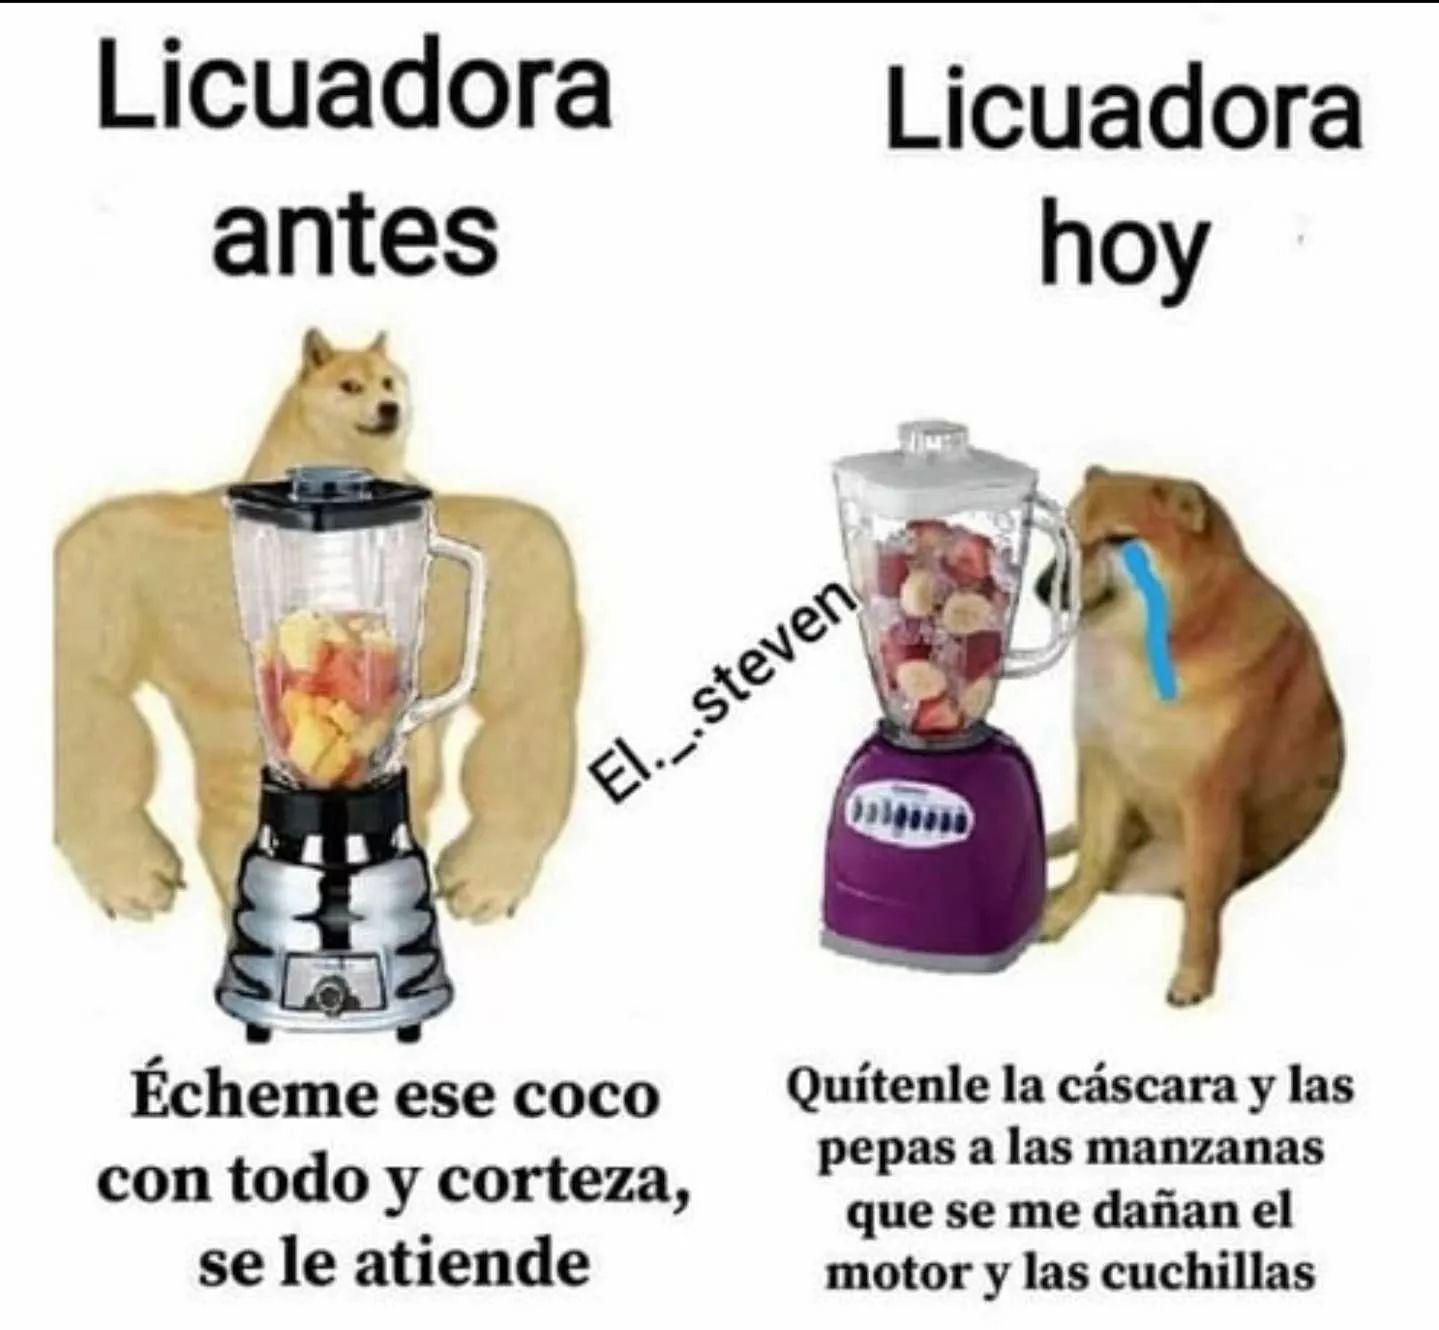 Licuadora
antes
Licuadora
hoy
El._.steven
Écheme ese coco
con todo y corteza,
se le atiende
Quítenle la cáscara y las
pepas a las manzanas
que se me dañan el
motor y las cuchillas